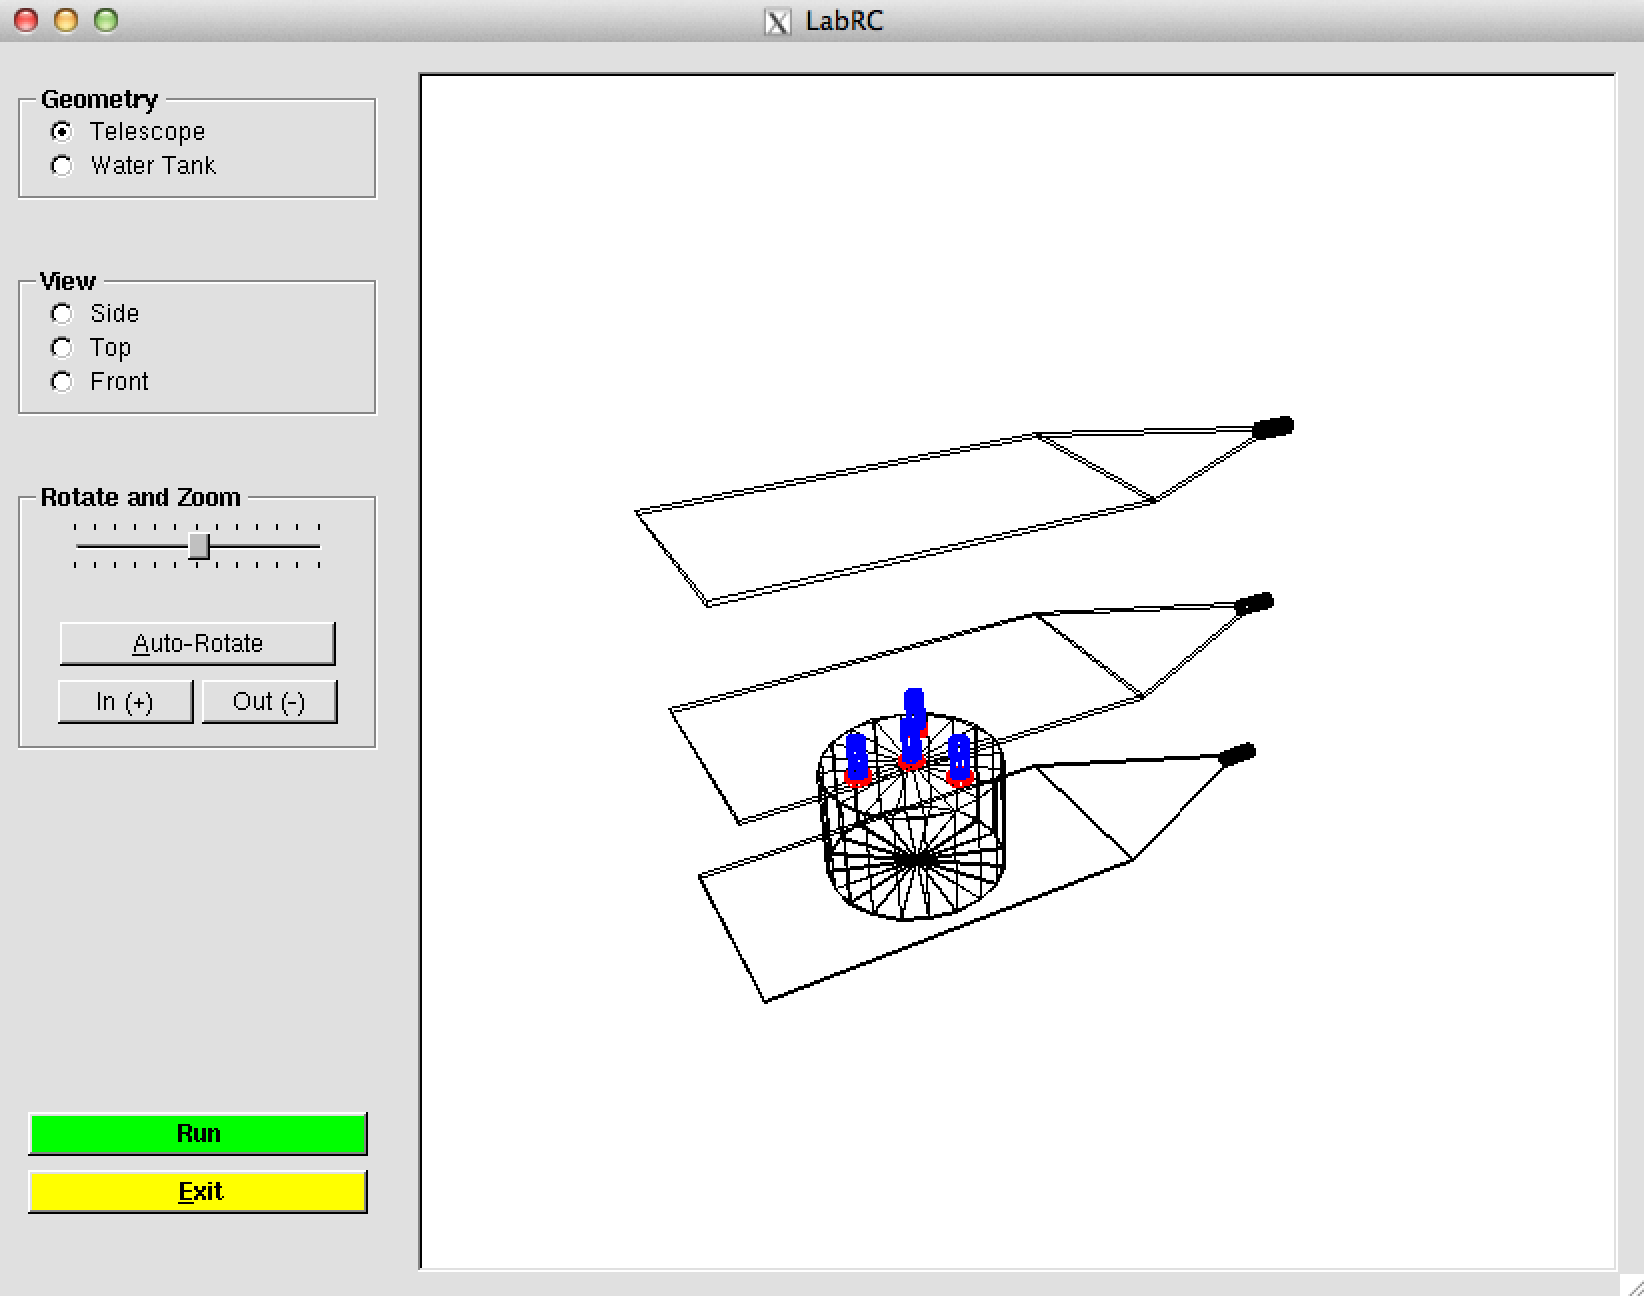 LabRC
Geometry
Telescope
Water Tank
View
Side
Top
Front
Rotate and Zoom
Auto-Rotate
In (+)
Out (-)
Run
Exit